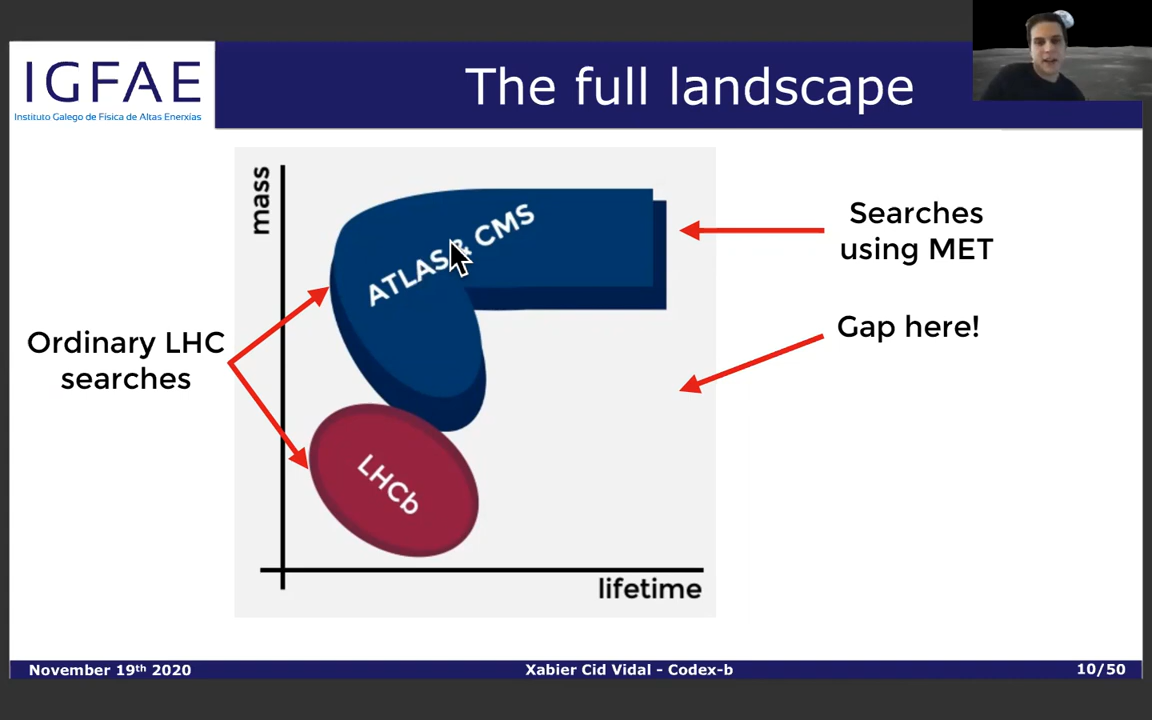 IGFAE
Instituto Galego de Física de Altas Enerxías
The full landscape
mass
ATLAS & CMS
Searches
using MET
Gap here!
Ordinary LHC
searches
LHCb
lifetime
November 19th 2020
Xabier Cid Vidal - Codex-b
10/50